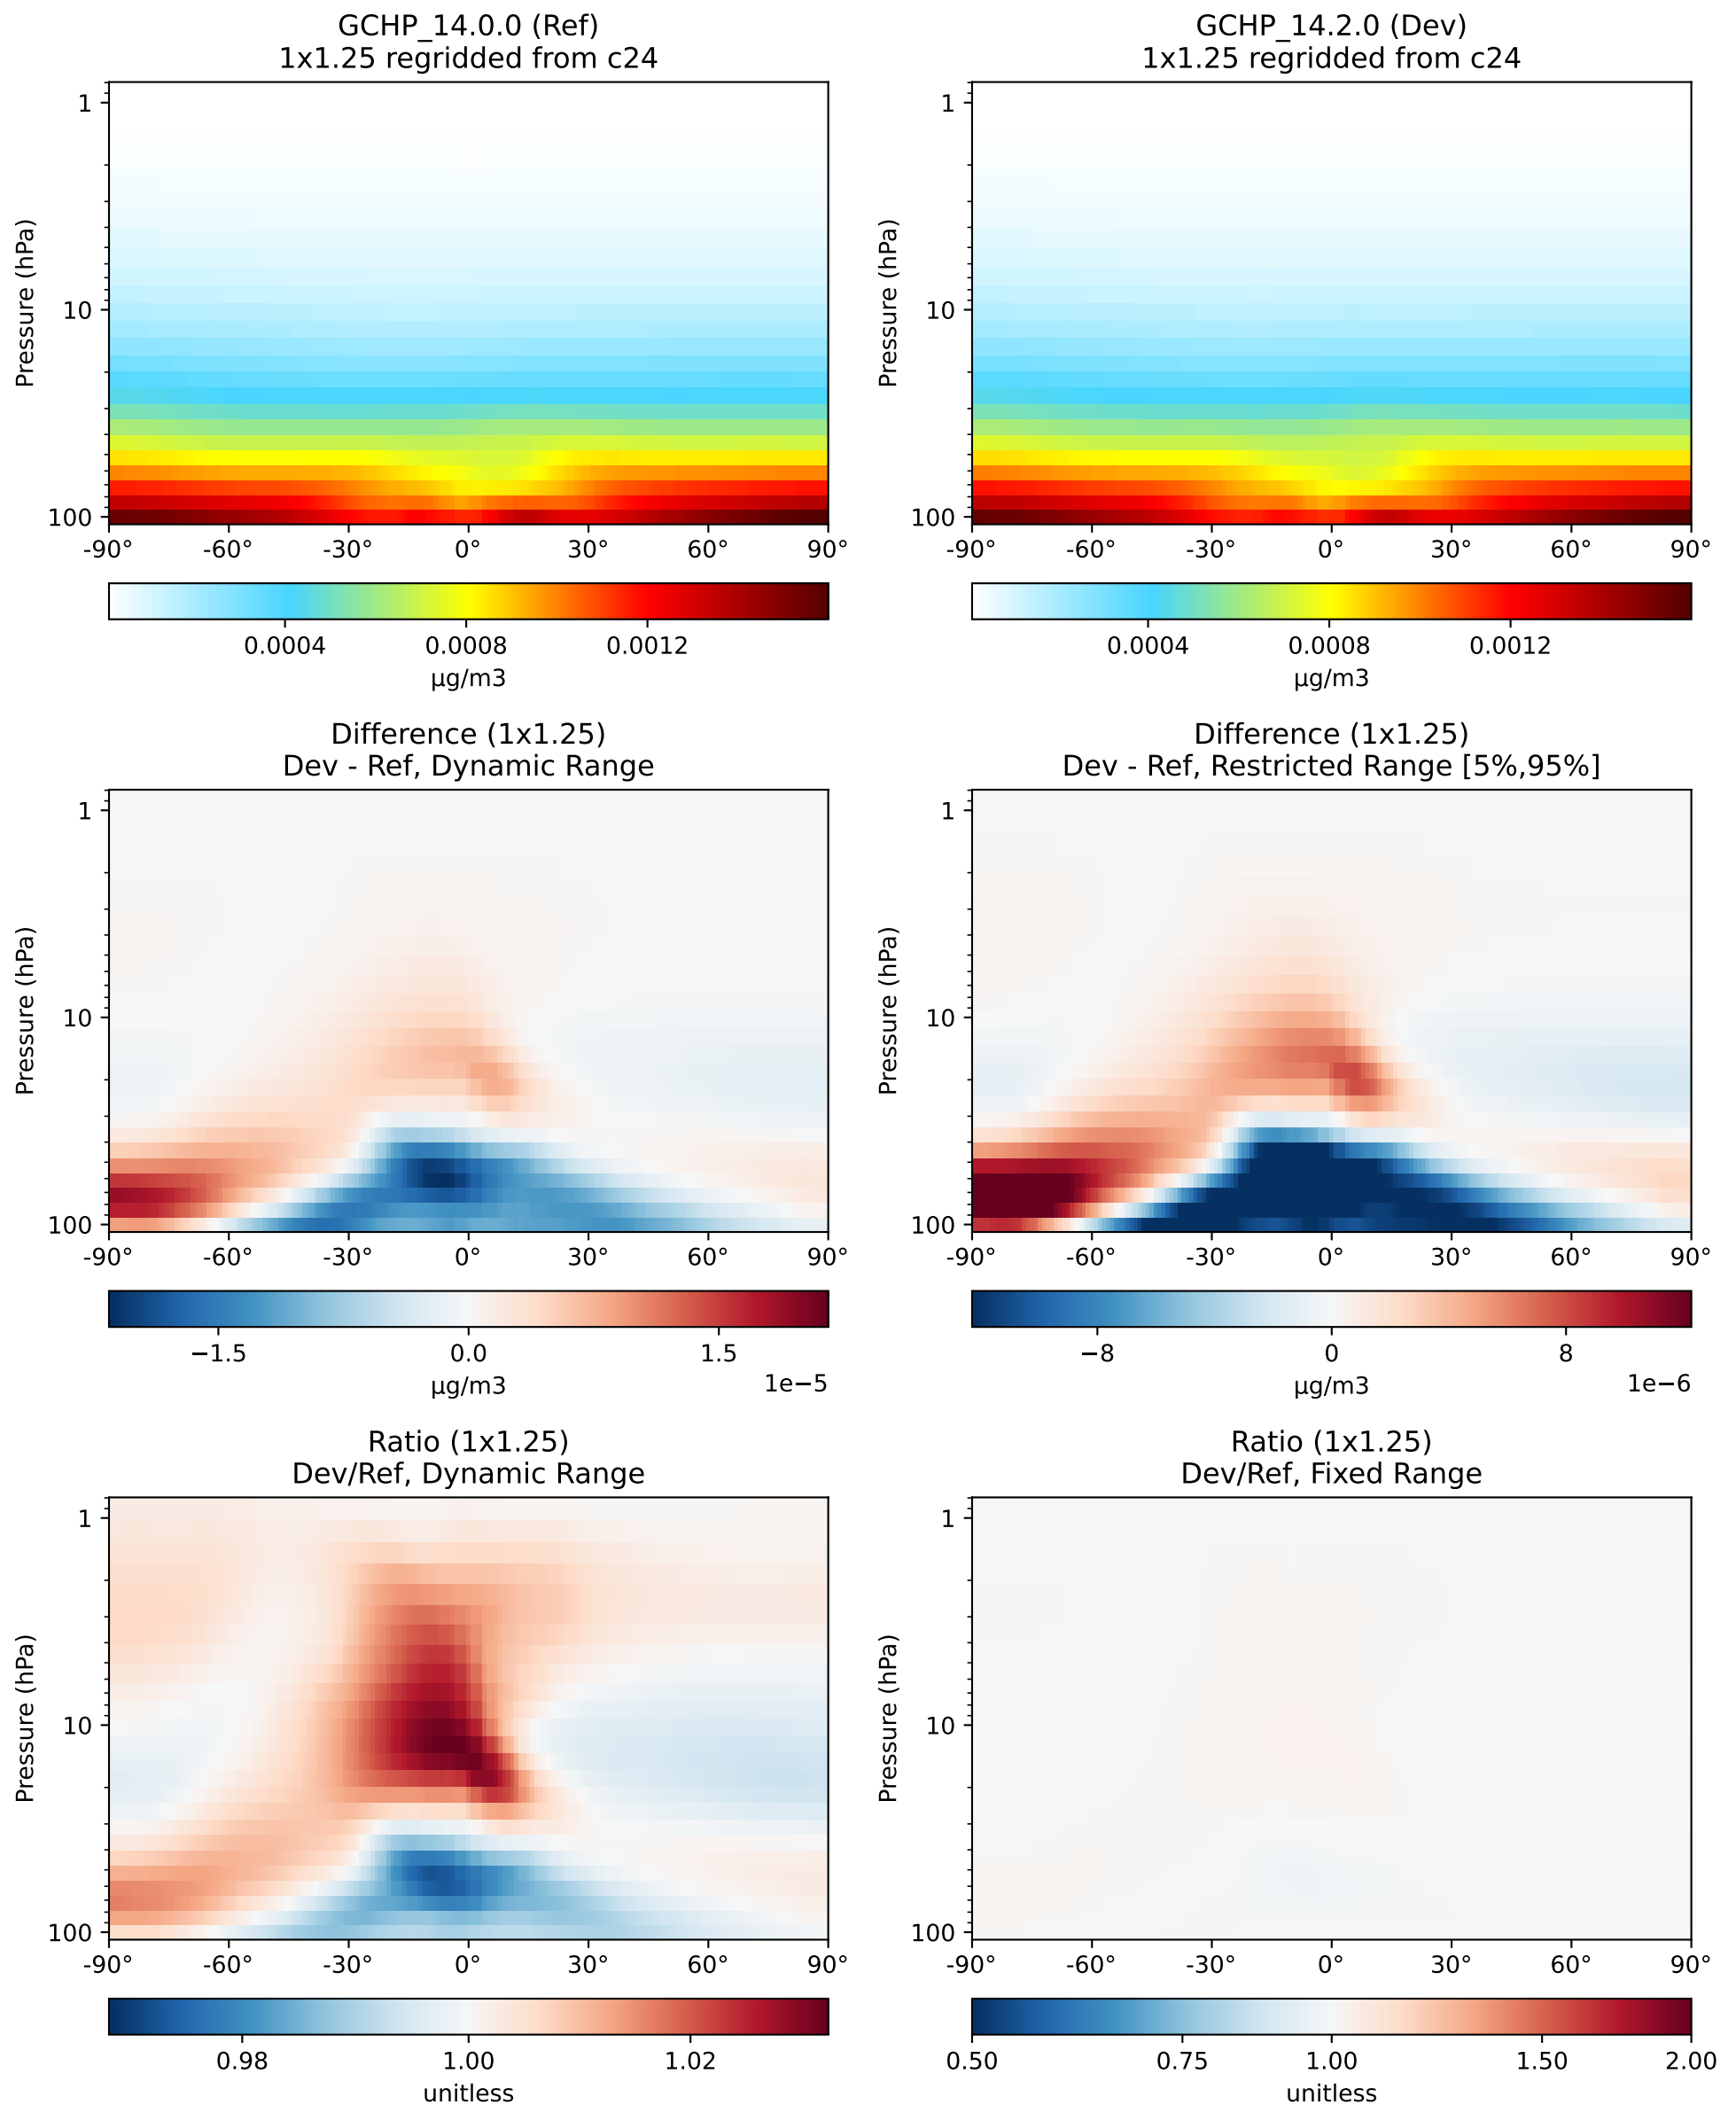 GCHP_14.0.0 (Ref)
1x1.25 regridded from c24
Pressure (hPa)
1
10
100
-90° -60° -30° 0° 30° 60° 90°
0.0004 0.0008 0.0012
µg/m3
GCHP_14.2.0 (Dev)
1x1.25 regridded from c24
Pressure (hPa)
1
10
100
-90° -60° -30° 0° 30° 60° 90°
0.0004 0.0008 0.0012
µg/m3
Difference (1x1.25)
Dev - Ref, Dynamic Range
Pressure (hPa)
1
10
100
-90° -60° -30° 0° 30° 60° 90°
−1.5 0.0 1.5
µg/m3
1e−5
Difference (1x1.25)
Dev - Ref, Restricted Range [5%,95%]
Pressure (hPa)
1
10
100
-90° -60° -30° 0° 30° 60° 90°
−8 0 8
µg/m3
1e−6
Ratio (1x1.25)
Dev/Ref, Dynamic Range
Pressure (hPa)
1
10
100
-90° -60° -30° 0° 30° 60° 90°
0.98 1.00 1.02
unitless
Ratio (1x1.25)
Dev/Ref, Fixed Range
Pressure (hPa)
1
10
100
-90° -60° -30° 0° 30° 60° 90°
0.50 0.75 1.00 1.50 2.00
unitless